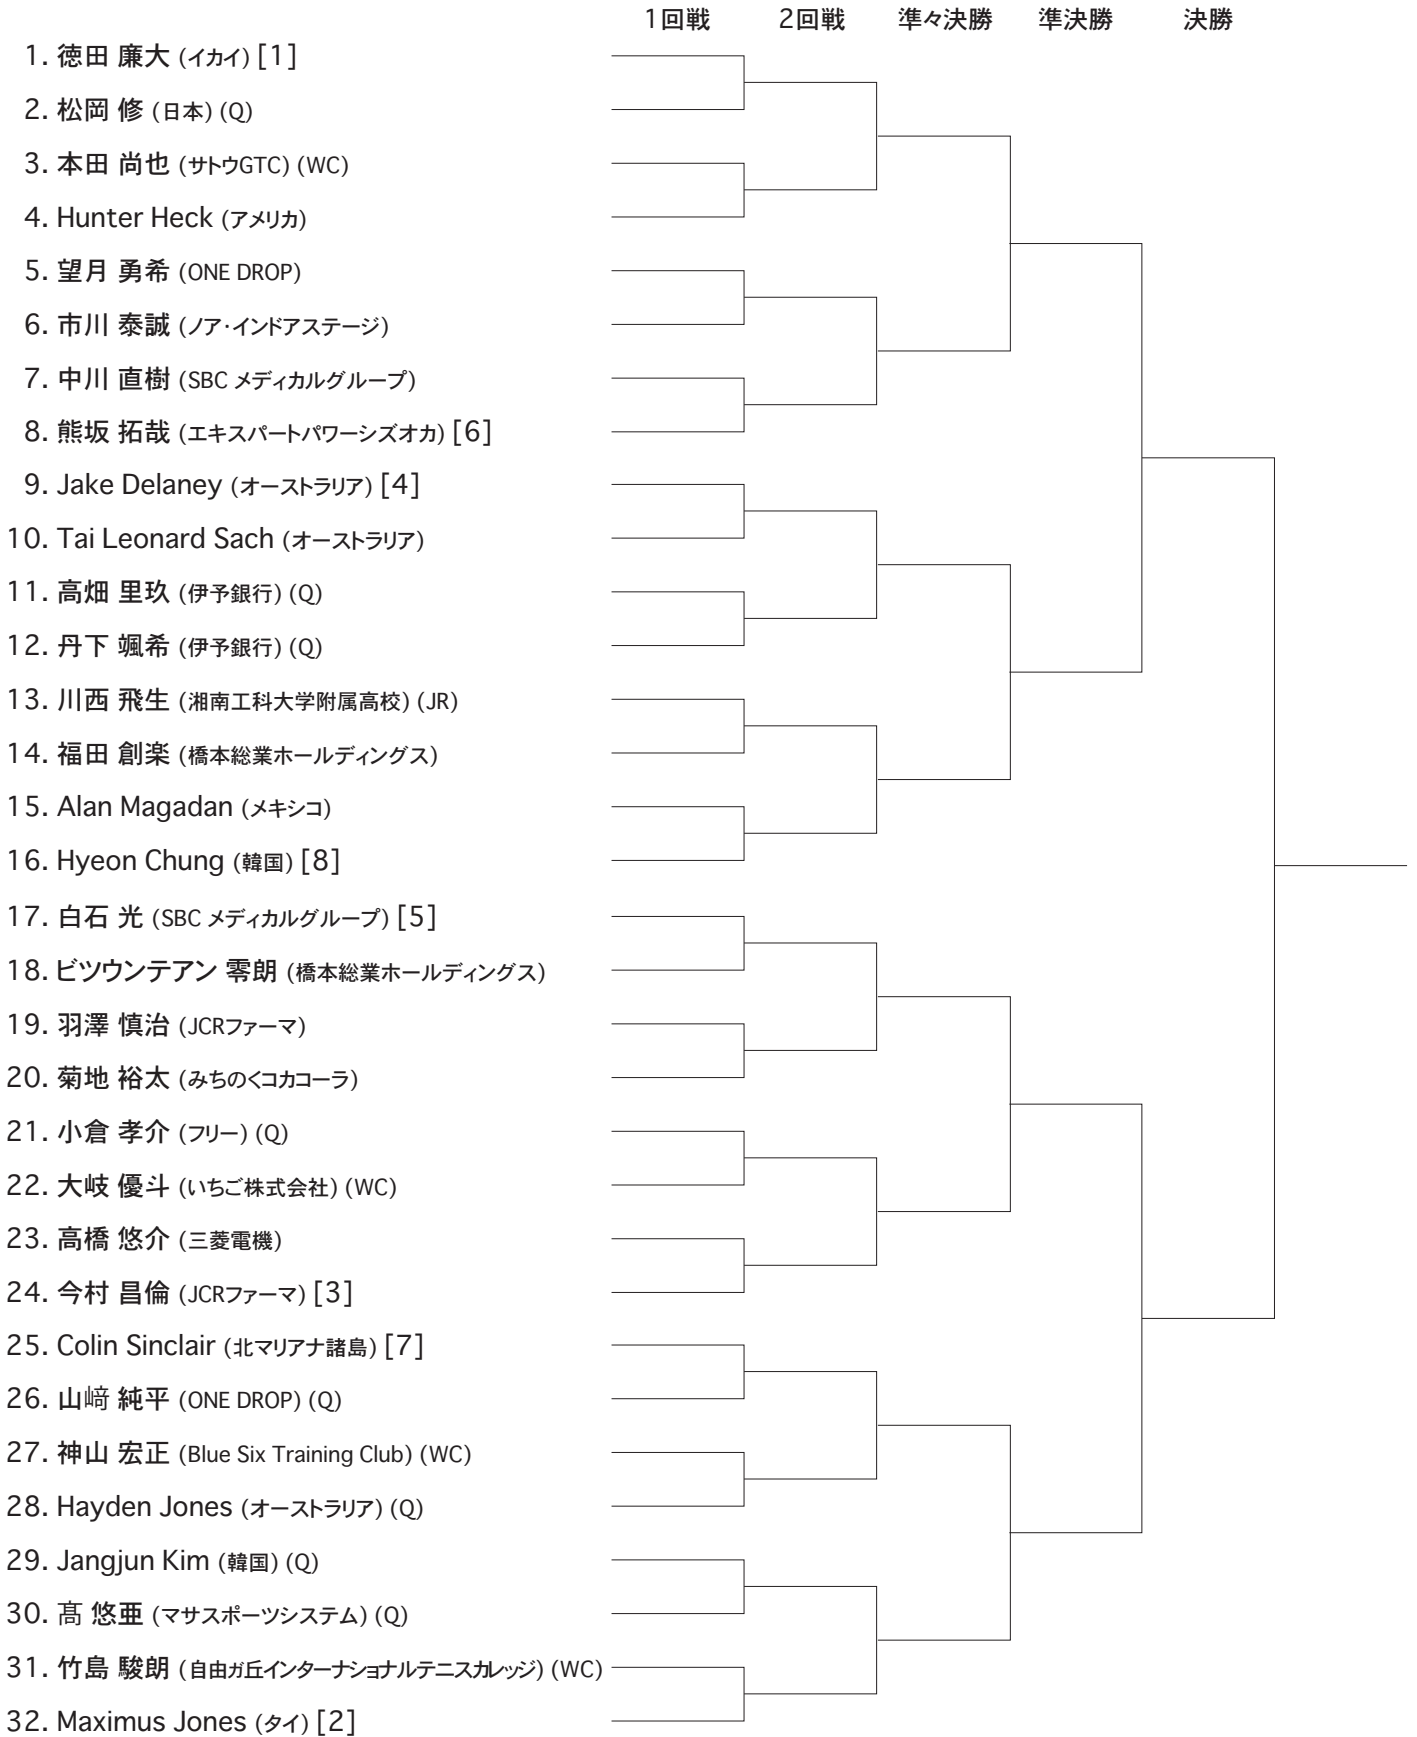 1回戦 2回戦 準々決勝 準決勝 決勝
1. 徳田 廉大 (イカイ) [1]
2. 松岡 修 (日本) (Q)
3. 本田 尚也 (サトウGTC) (WC)
4. Hunter Heck (アメリカ)
5. 望月 勇希 (ONE DROP)
6. 市川 泰誠 (ノア・インドアステージ)
7. 中川 直樹 (SBC メディカルグループ)
8. 熊坂 拓哉 (エキスパートパワーシズオカ) [6]
9. Jake Delaney (オーストラリア) [4]
10. Tai Leonard Sach (オーストラリア)
11. 高畑 里玖 (伊予銀行) (Q)
12. 丹下 颯希 (伊予銀行) (Q)
13. 川西 飛生 (湘南工科大学附属高校) (JR)
14. 福田 創楽 (橋本総業ホールディングス)
15. Alan Magadan (メキシコ)
16. Hyeon Chung (韓国) [8]
17. 白石 光 (SBC メディカルグループ) [5]
18. ビツウンテアン 零朗 (橋本総業ホールディングス)
19. 羽澤 慎治 (JCRファーマ)
20. 菊地 裕太 (みちのくコカコーラ)
21. 小倉 孝介 (フリー) (Q)
22. 大岐 優斗 (いちご株式会社) (WC)
23. 高橋 悠介 (三菱電機)
24. 今村 昌倫 (JCRファーマ) [3]
25. Colin Sinclair (北マリアナ諸島) [7]
26. 山﨑 純平 (ONE DROP) (Q)
27. 神山 宏正 (Blue Six Training Club) (WC)
28. Hayden Jones (オーストラリア) (Q)
29. Jangjun Kim (韓国) (Q)
30. 髙 悠亜 (マサスポーツシステム) (Q)
31. 竹島 駿朗 (自由ガ丘インターナショナルテニスカレッジ) (WC)
32. Maximus Jones (タイ) [2]